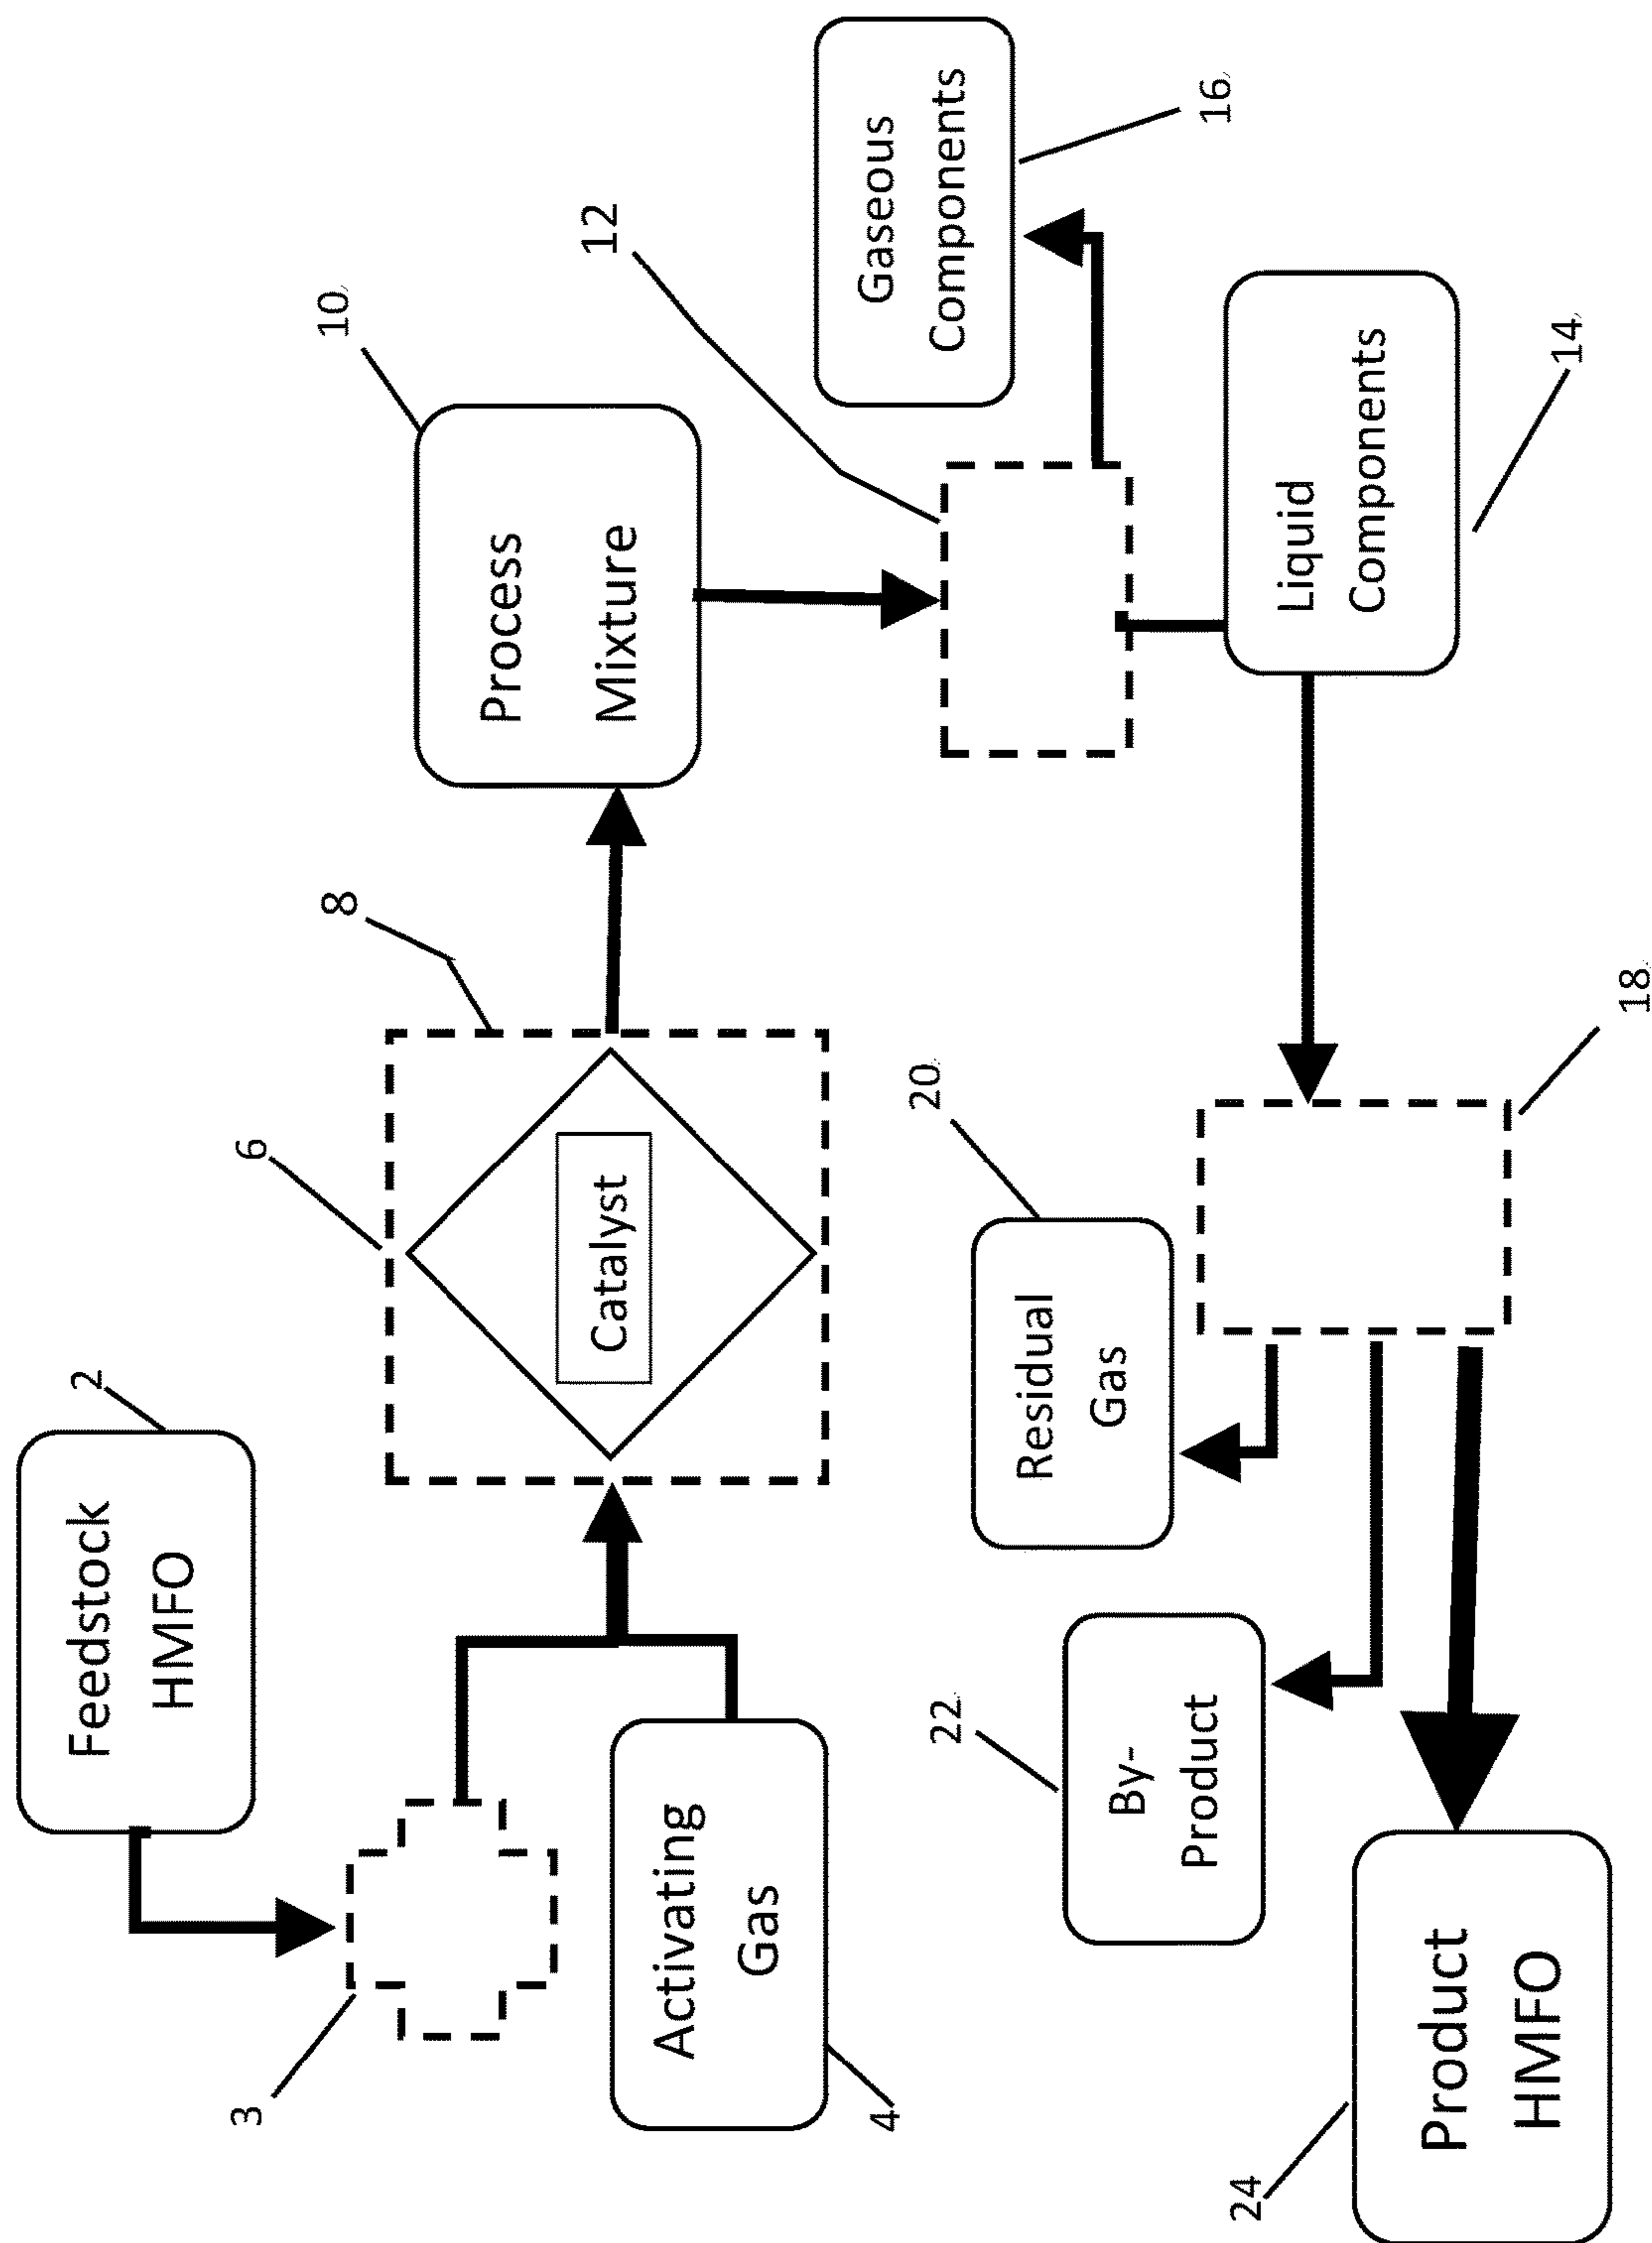 2
Feedstock
HMFO
3
Activating
Gas
4
6
Catalyst
8
10
Process
Mixture
12
Gaseous
Components
16
Liquid
Components
14
18
20
Residual
Gas
22
By-
Product
Product
HMFO
24